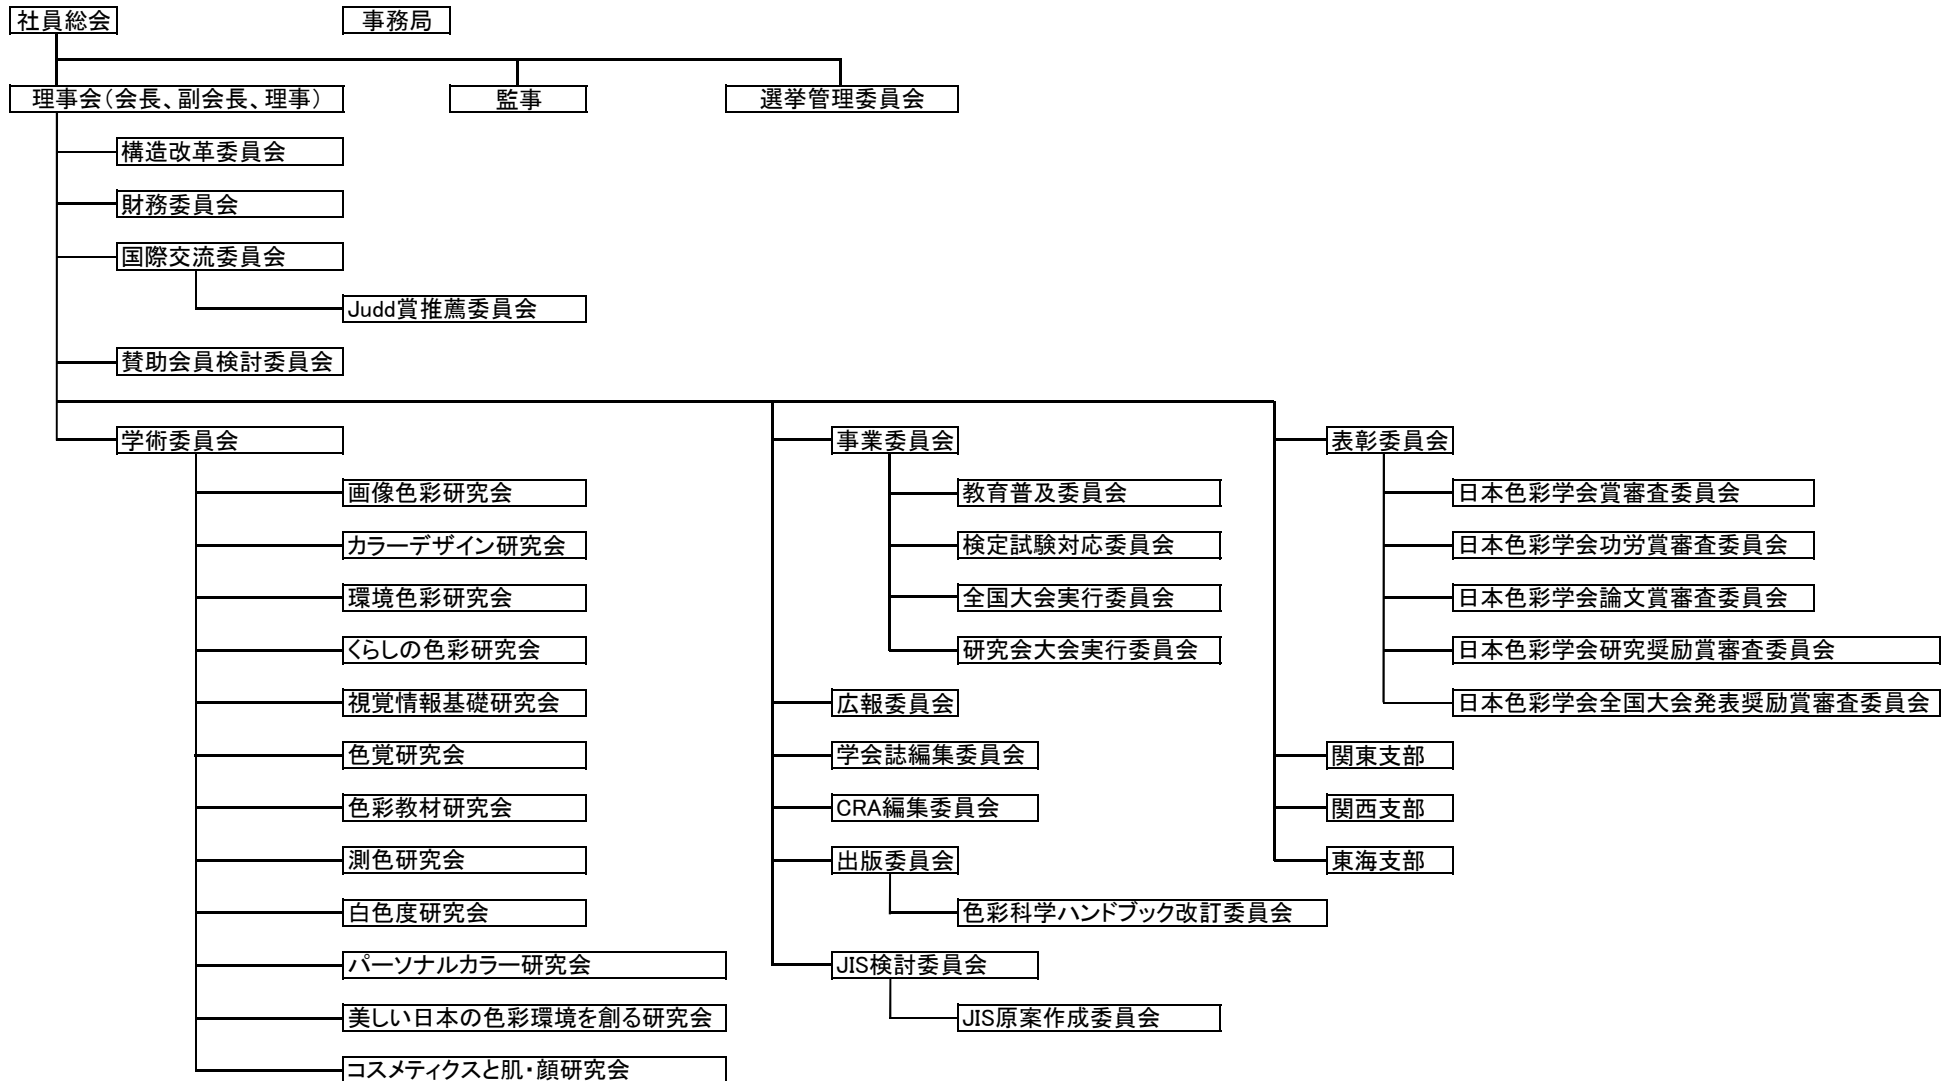 社員総会
事務局
理事会（会長、副会長、理事）
監事
選挙管理委員会
構造改革委員会
財務委員会
国際交流委員会
Judd賞推薦委員会
賛助会員検討委員会
学術委員会
画像色彩研究会
カラーデザイン研究会
環境色彩研究会
くらしの色彩研究会
視覚情報基礎研究会
色覚研究会
色彩教材研究会
測色研究会
白色度研究会
パーソナルカラー研究会
美しい日本の色彩環境を創る研究会
コスメティクスと肌・顔研究会
事業委員会
教育普及委員会
検定試験対応委員会
全国大会実行委員会
研究会大会実行委員会
広報委員会
学会誌編集委員会
CRA編集委員会
出版委員会
色彩科学ハンドブック改訂委員会
JIS検討委員会
JIS原案作成委員会
表彰委員会
日本色彩学会賞審査委員会
日本色彩学会功労賞審査委員会
日本色彩学会論文賞審査委員会
日本色彩学会研究奨励賞審査委員会
日本色彩学会全国大会発表奨励賞審査委員会
関東支部
関西支部
東海支部